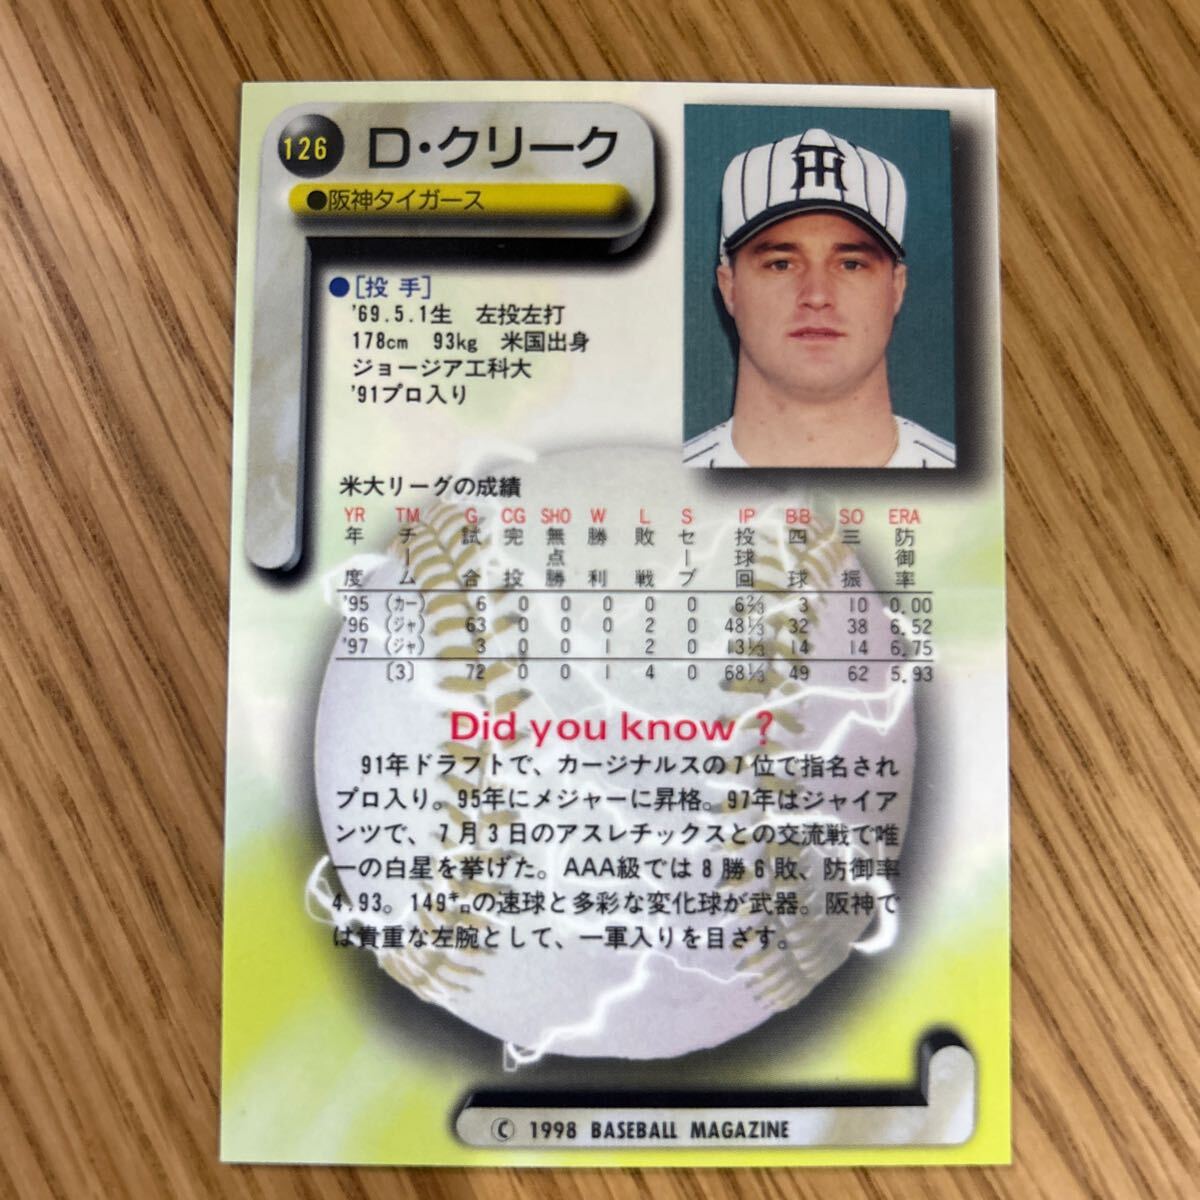 126
D・クリーク
●阪神タイガース
TH
●[投 手]
'69.5.1生 左投左打
178cm 93kg 米国出身
ジョージア工科大
'91プロ入り
米大リーグの成績
YR TM G CG SHO W L S IP BB SO ERA
年度 チーム 試合 完投 無点勝 勝利 敗戦 セーブ 投球回 四球 三振 防御率
'95 (カー) 6 0 0 0 0 0 6⅔ 3 10 0.00
'96 (ジャ) 63 0 0 0 2 0 48⅓ 32 38 6.52
'97 (ジャ) 3 0 0 1 2 0 13⅓ 14 14 6.75
[3] 72 0 0 1 4 0 68⅓ 49 62 5.93
Did you know ?
91年ドラフトで、カージナルスの7位で指名され
プロ入り。95年にメジャーに昇格。97年はジャイア
ンツで、7月3日のアスレチックスとの交流戦で唯
一の白星を挙げた。AAA級では8勝6敗、防御率
4.93。149㌔の速球と多彩な変化球が武器。阪神で
は貴重な左腕として、一軍入りを目ざす。
© 1998 BASEBALL MAGAZINE